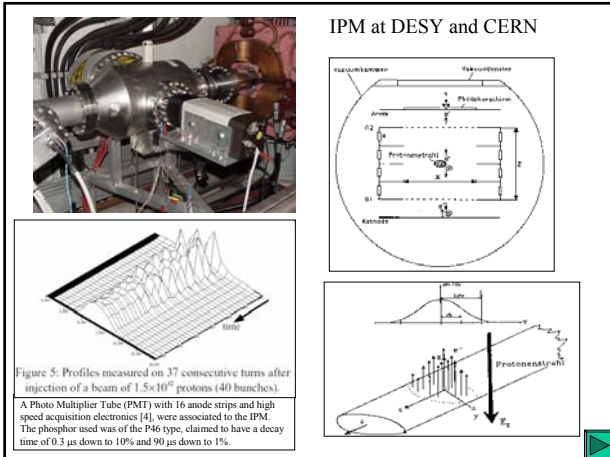 IPM at DESY and CERN
Vakuumfenster
Phosphorschirm
Anode
G2
Protonenstrahl
X
Z
G1
Kathode
time
Figure 5: Profiles measured on 37 consecutive turns after
injection of a beam of 1.5×10¹² protons (40 bunches).
A Photo Multiplier Tube (PMT) with 16 anode strips and high
speed acquisition electronics [4], were associated to the IPM.
The phosphor used was of the P46 type, claimed to have a decay
time of 0.3 µs down to 10% and 90 µs down to 1%.
Y
e⁻
Protonenstrahl
y